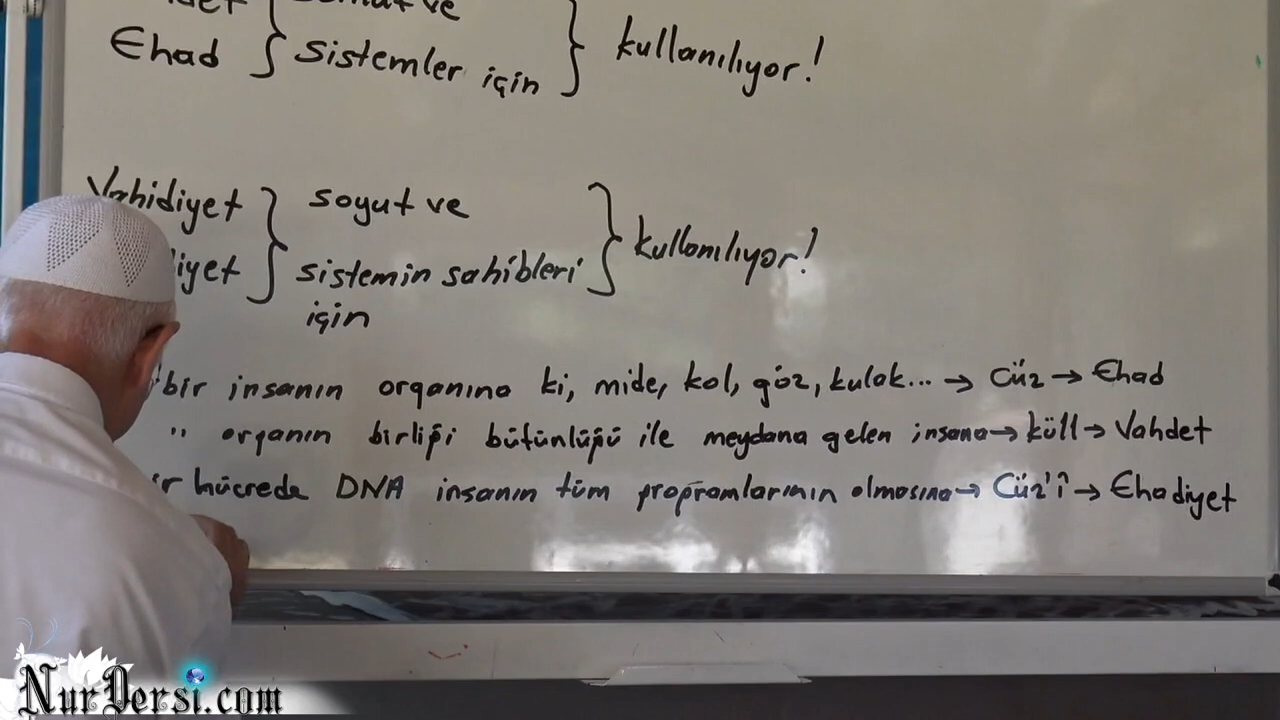 ve
Ehad } sistemler için } kullanılıyor!
Vahidiyet } soyut ve } kullanılıyor!
sistemin sahibleri
için
bir insanın organına ki, mide, kol, göz, kulak... → Cüz → Ehad
" organın birliği bütünlüğü ile meydana gelen insana → küll → Vahdet
hücrede DNA insanın tüm programlarının olmasına → Cüz'î → Ehadiyet
NurDersi.com